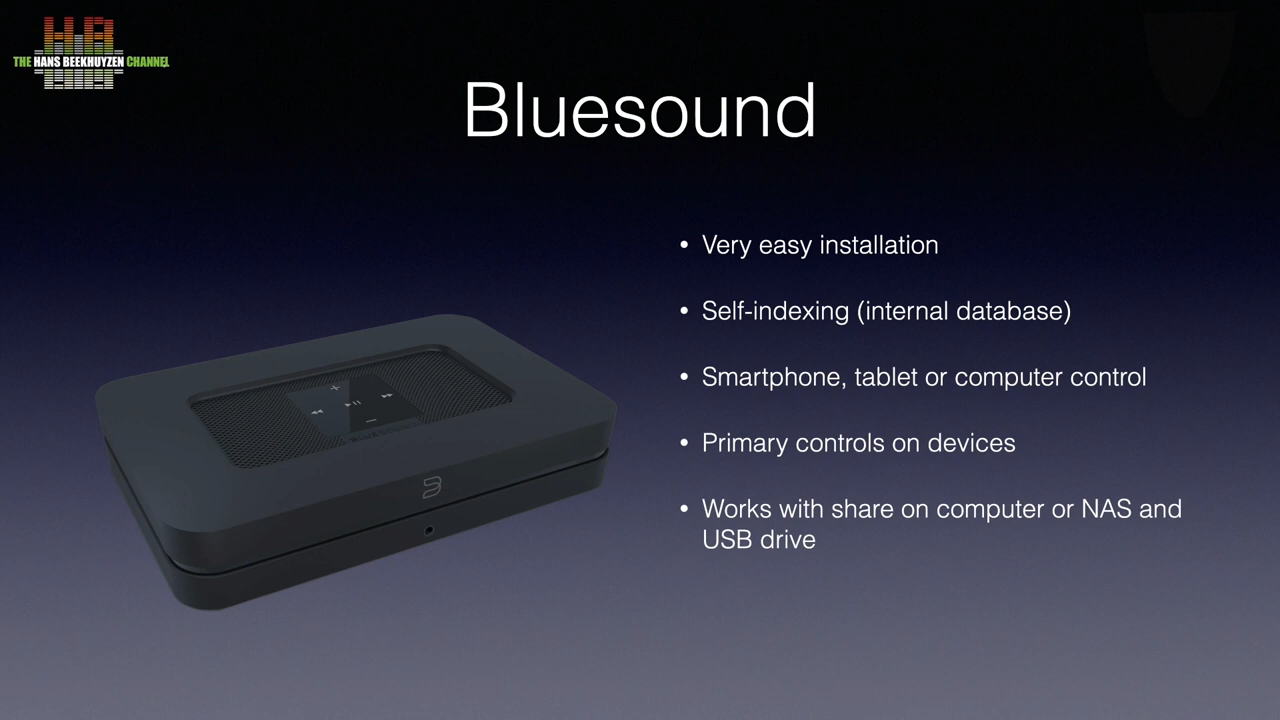 THE HANS BEEKHUYZEN CHANNEL
Bluesound
• Very easy installation
• Self-indexing (internal database)
• Smartphone, tablet or computer control
• Primary controls on devices
• Works with share on computer or NAS and
USB drive